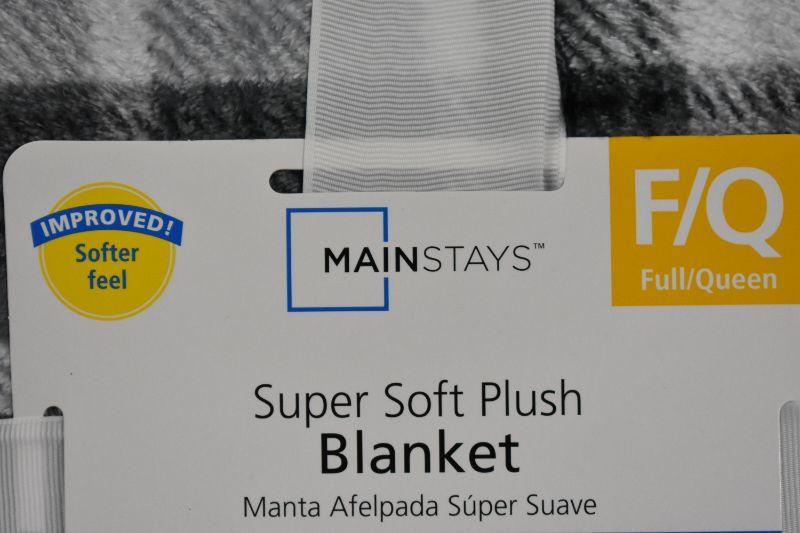 IMPROVED!
Softer
feel
MAINSTAYS™
F/Q
Full/Queen
Super Soft Plush
Blanket
Manta Afelpada Súper Suave